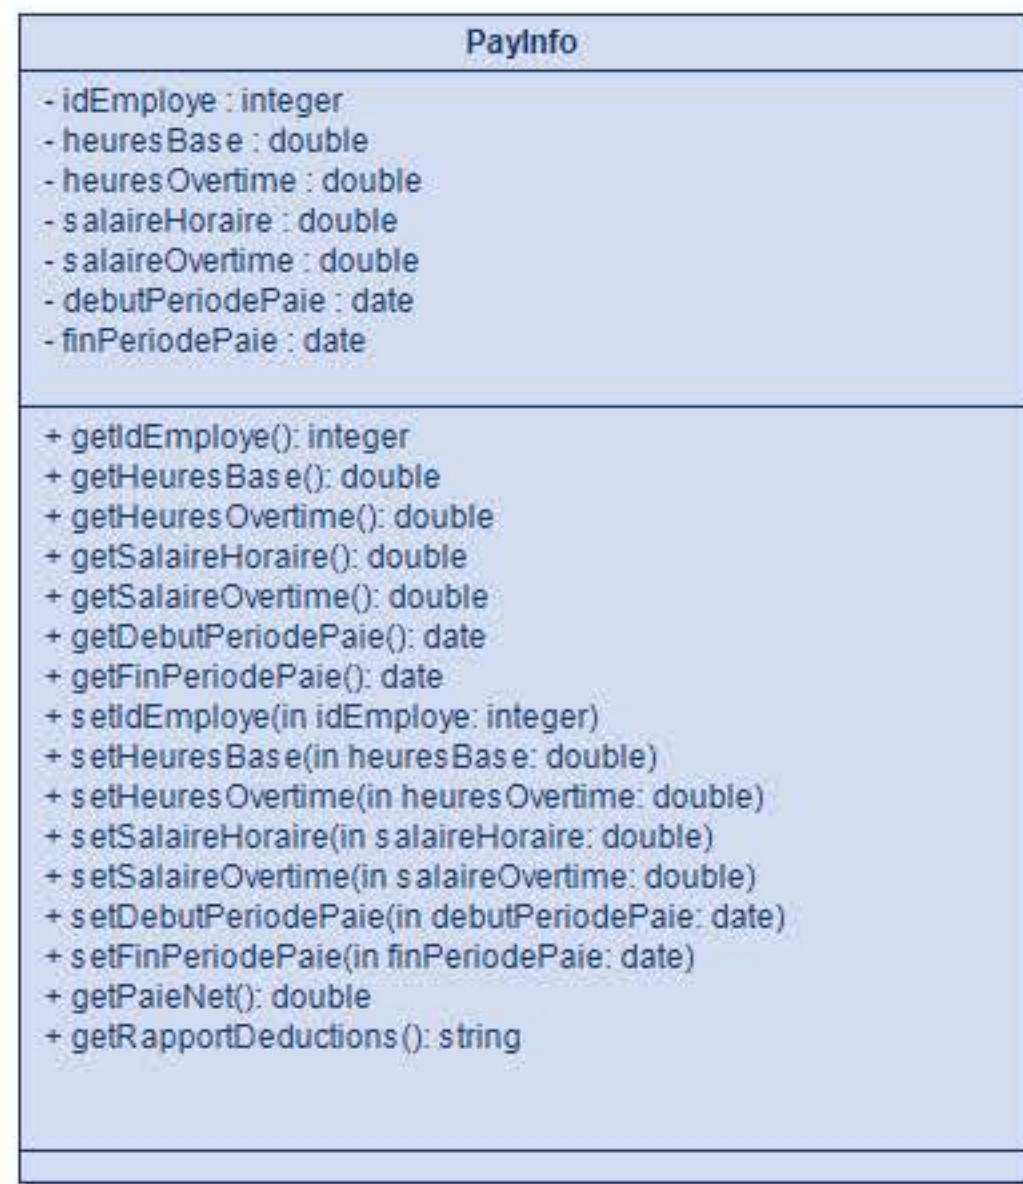 PayInfo
- idEmploye : integer
- heuresBase : double
- heuresOvertime : double
- salaireHoraire : double
- salaireOvertime : double
- debutPeriodePaie : date
- finPeriodePaie : date
+ getIdEmploye(): integer
+ getHeuresBase(): double
+ getHeuresOvertime(): double
+ getSalaireHoraire(): double
+ getSalaireOvertime(): double
+ getDebutPeriodePaie(): date
+ getFinPeriodePaie(): date
+ setIdEmploye(in idEmploye: integer)
+ setHeuresBase(in heuresBase: double)
+ setHeuresOvertime(in heuresOvertime: double)
+ setSalaireHoraire(in salaireHoraire: double)
+ setSalaireOvertime(in salaireOvertime: double)
+ setDebutPeriodePaie(in debutPeriodePaie: date)
+ setFinPeriodePaie(in finPeriodePaie: date)
+ getPaieNet(): double
+ getRapportDeductions(): string